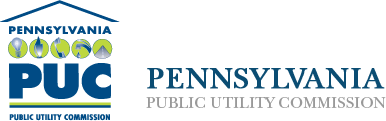 PENNSYLVANIA
PUC
PUBLIC UTILITY COMMISSION
PENNSYLVANIA
PUBLIC UTILITY COMMISSION